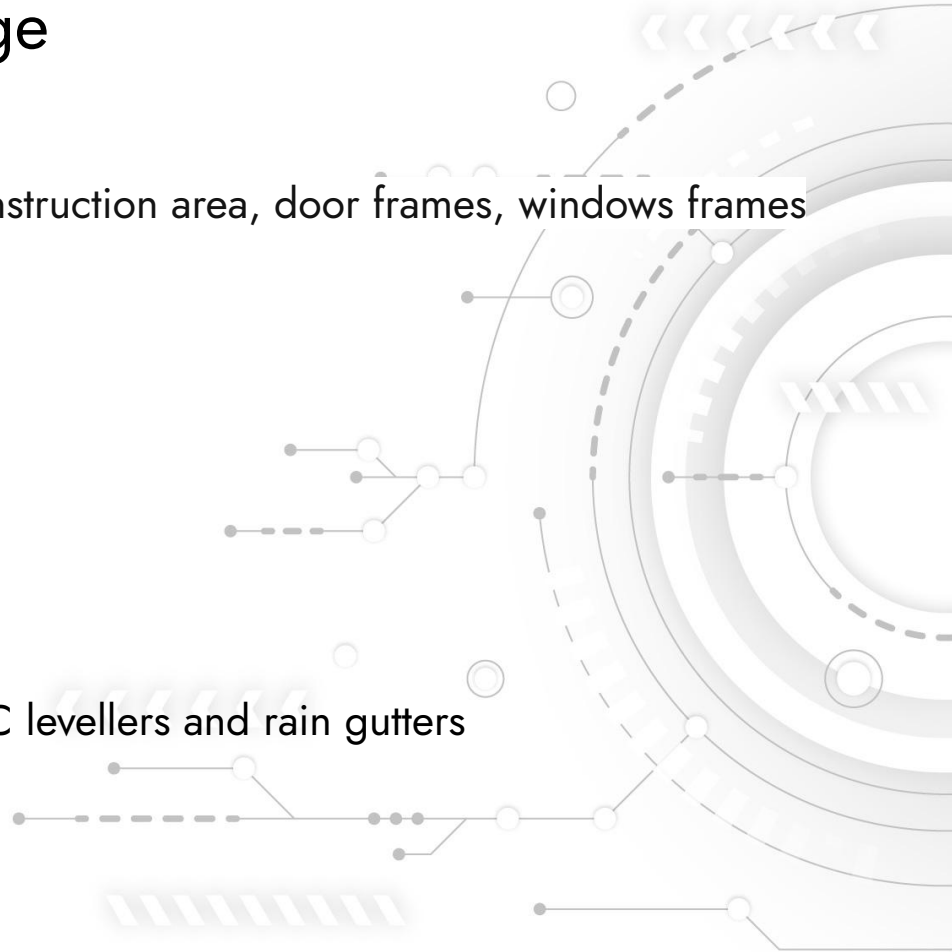 ge
nstruction area, door frames, windows frames
C levellers and rain gutters